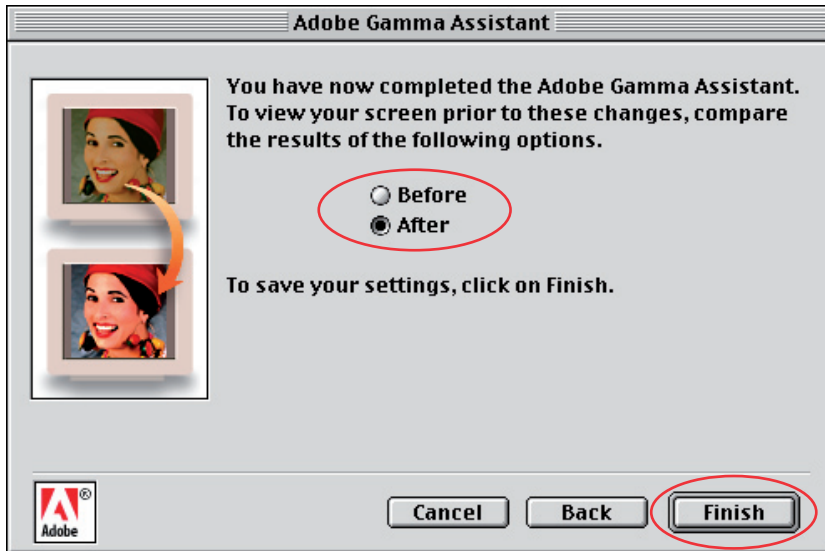 Adobe Gamma Assistant
You have now completed the Adobe Gamma Assistant.
To view your screen prior to these changes, compare
the results of the following options.
Before
After
To save your settings, click on Finish.
®
Adobe
Cancel
Back
Finish